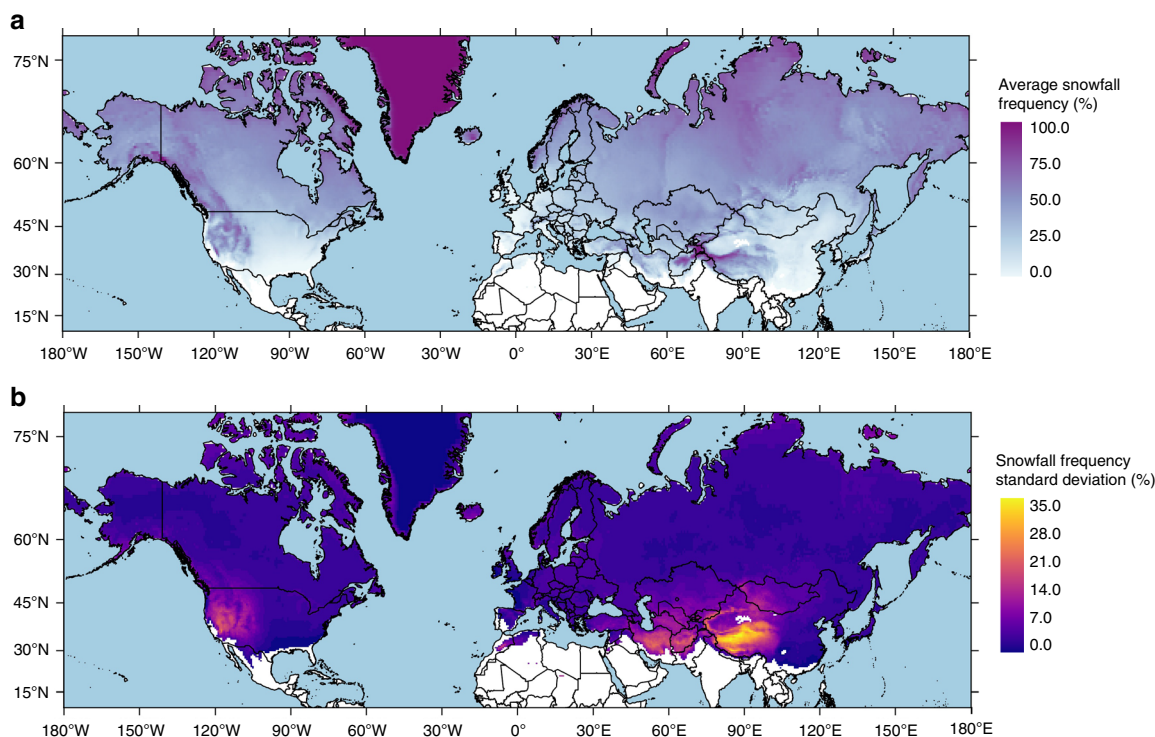 a
75°N
60°N
45°N
30°N
15°N
180°W 150°W 120°W 90°W 60°W 30°W 0° 30°E 60°E 90°E 120°E 150°E 180°E
Average snowfall
frequency (%)
100.0
75.0
50.0
25.0
0.0
b
75°N
60°N
45°N
30°N
15°N
180°W 150°W 120°W 90°W 60°W 30°W 0° 30°E 60°E 90°E 120°E 150°E 180°E
Snowfall frequency
standard deviation (%)
35.0
28.0
21.0
14.0
7.0
0.0